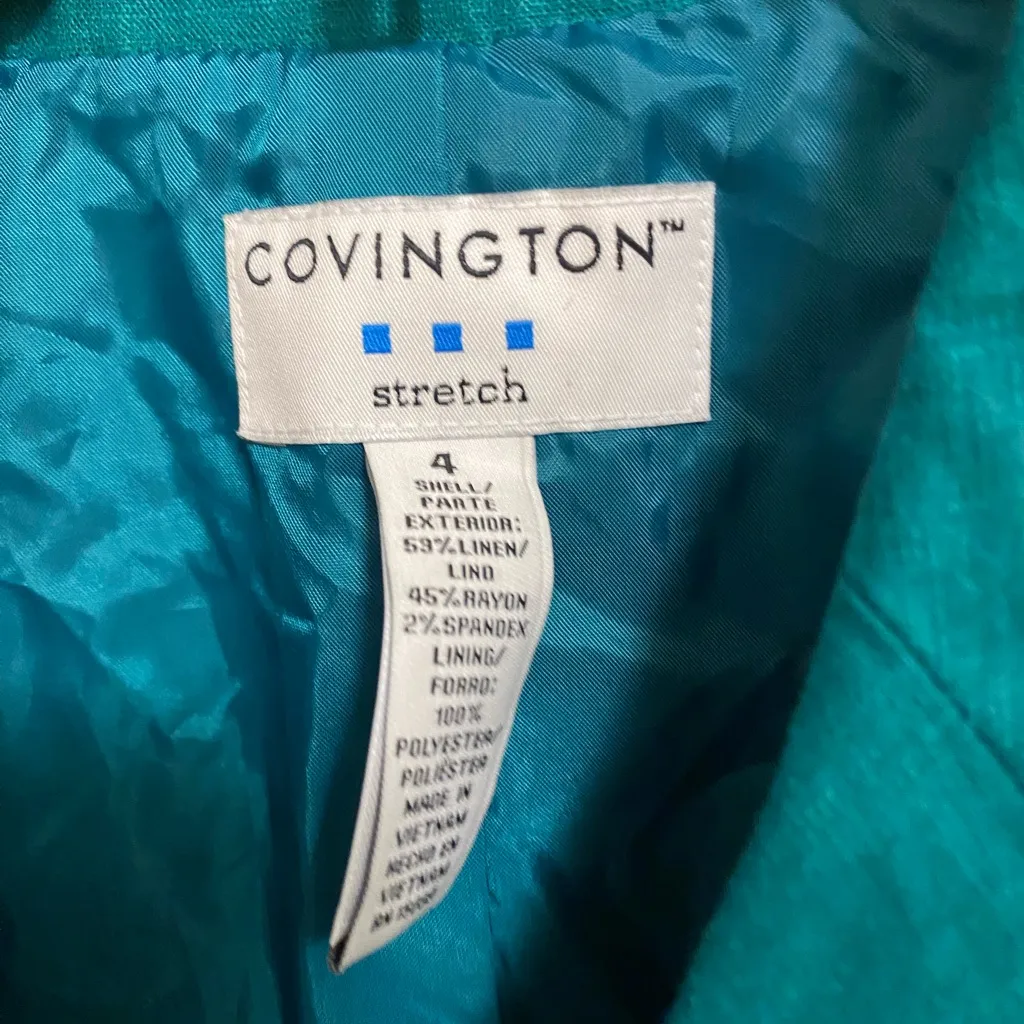 COVINGTON™
stretch
4
SHELL/
PARTE
EXTERIOR:
53%LINEN/
LINO
45%RAYON
2%SPANDEX
LINING/
FORRO:
100%
POLYESTER/
POLIÉSTER
MADE IN
VIETNAM
HECHO EN
VIETNAM
RN